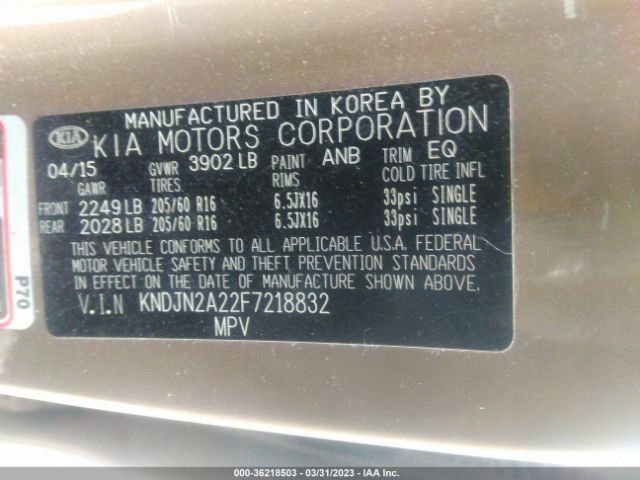 MANUFACTURED IN KOREA BY
KIA KIA MOTORS CORPORATION
04/15 GVWR 3902 LB PAINT ANB TRIM EQ
GAWR TIRES RIMS COLD TIRE INFL
FRONT 2249 LB 205/60 R16 6.5JX16 33psi SINGLE
REAR 2028 LB 205/60 R16 6.5JX16 33psi SINGLE
THIS VEHICLE CONFORMS TO ALL APPLICABLE U.S.A. FEDERAL
MOTOR VEHICLE SAFETY AND THEFT PREVENTION STANDARDS
IN EFFECT ON THE DATE OF MANUFACTURE SHOWN ABOVE.
V.I.N KNDJN2A22F7218832
MPV
P70
000-36218503 - 03/31/2023 - IAA Inc.